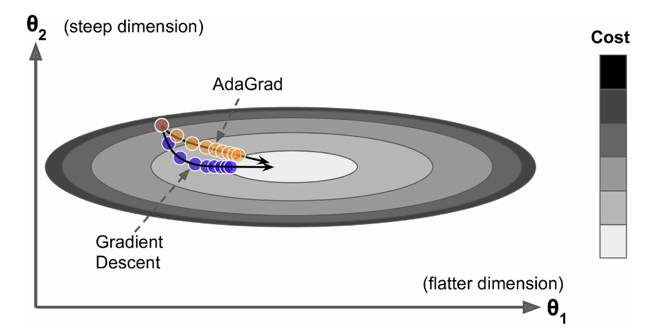 θ2 (steep dimension)
Cost
AdaGrad
Gradient
Descent
(flatter dimension)
θ1